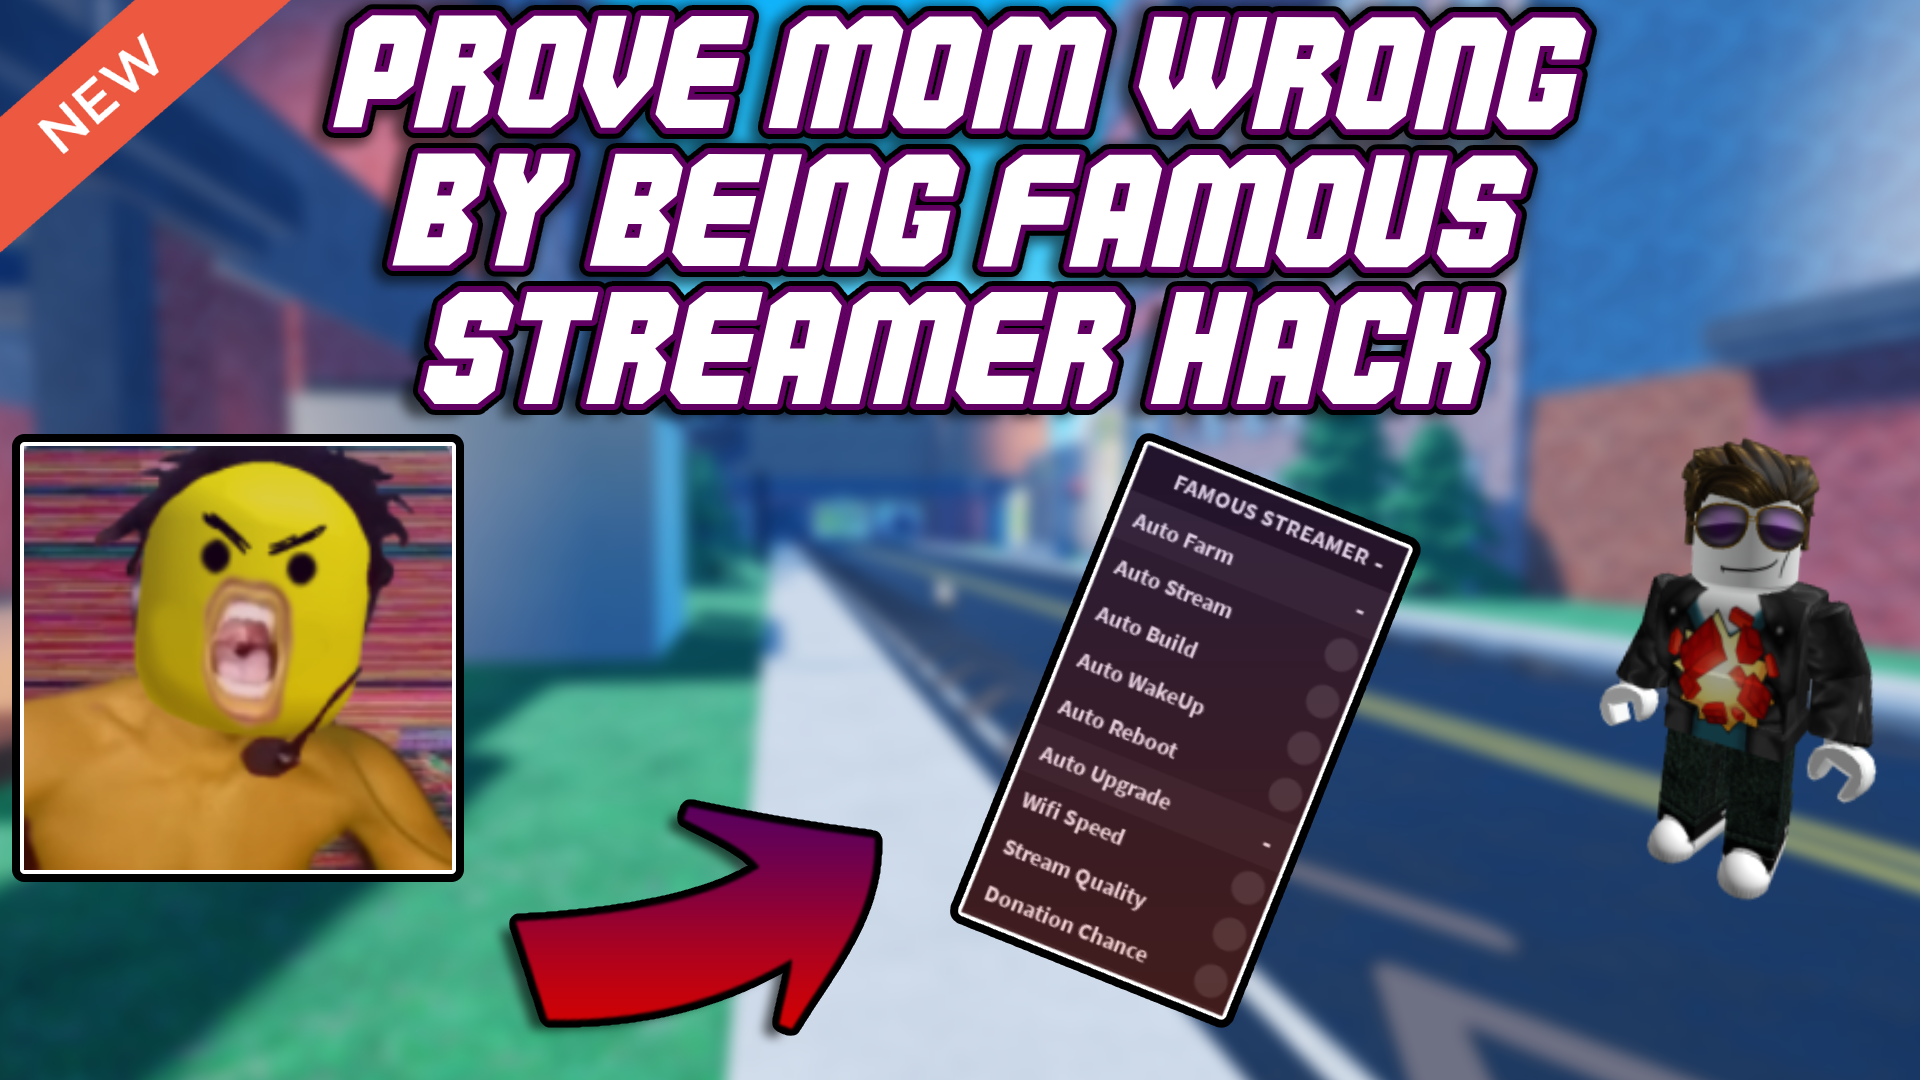 NEW
PROVE MOM WRONG
BY BEING FAMOUS
STREAMER HACK
FAMOUS STREAMER -
Auto Farm -
Auto Stream
Auto Build
Auto WakeUp
Auto Reboot
Auto Upgrade -
Wifi Speed
Stream Quality
Donation Chance